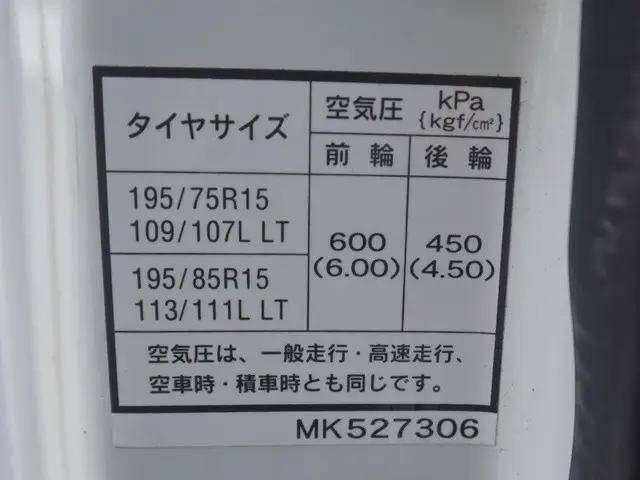 タイヤサイズ
空気圧 kPa
{kgf/cm²}
前輪 後輪
195/75R15
109/107L LT
600 450
(6.00) (4.50)
195/85R15
113/111L LT
空気圧は、一般走行・高速走行、
空車時・積車時とも同じです。
MK527306